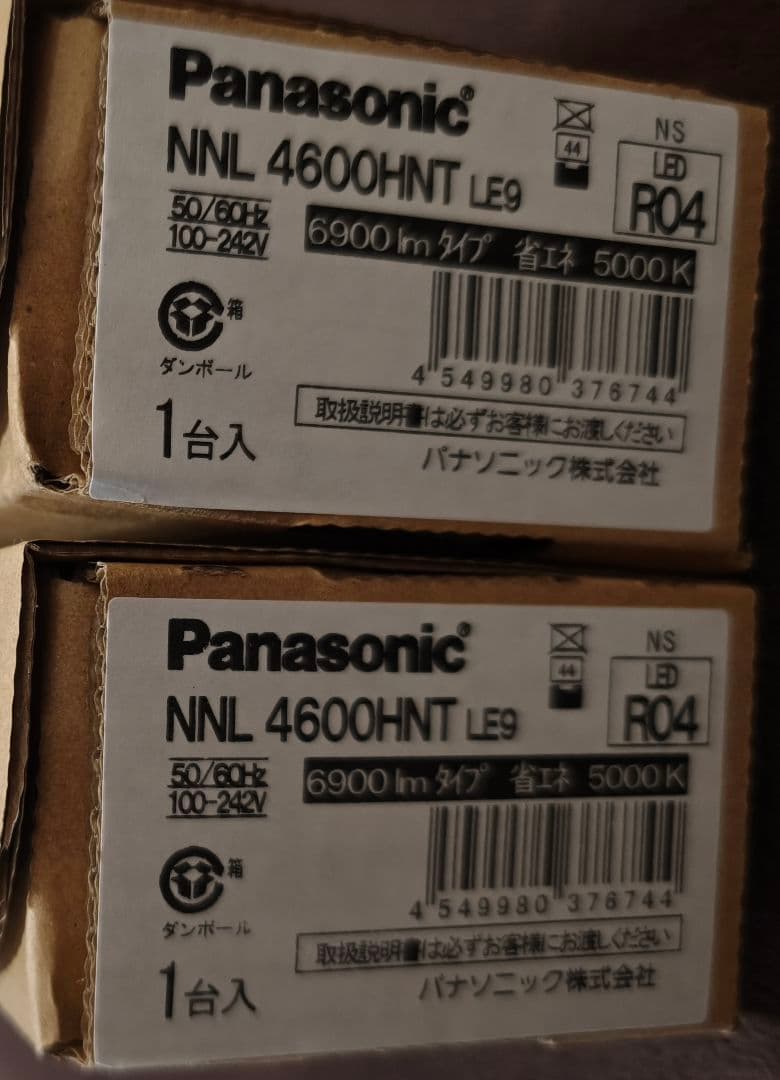 Panasonic®
NNL 4600HNT LE9
44
NS
LED
R04
50/60Hz
100-242V
6900 lm タイプ 省エネ 5000 K
箱
ダンボール
4 549980 376744
1台入
取扱説明書は必ずお客様にお渡しください
パナソニック株式会社
Panasonic®
NNL 4600HNT LE9
44
NS
LED
R04
50/60Hz
100-242V
6900 lm タイプ 省エネ 5000 K
箱
ダンボール
4 549980 376744
1台入
取扱説明書は必ずお客様にお渡しください
パナソニック株式会社